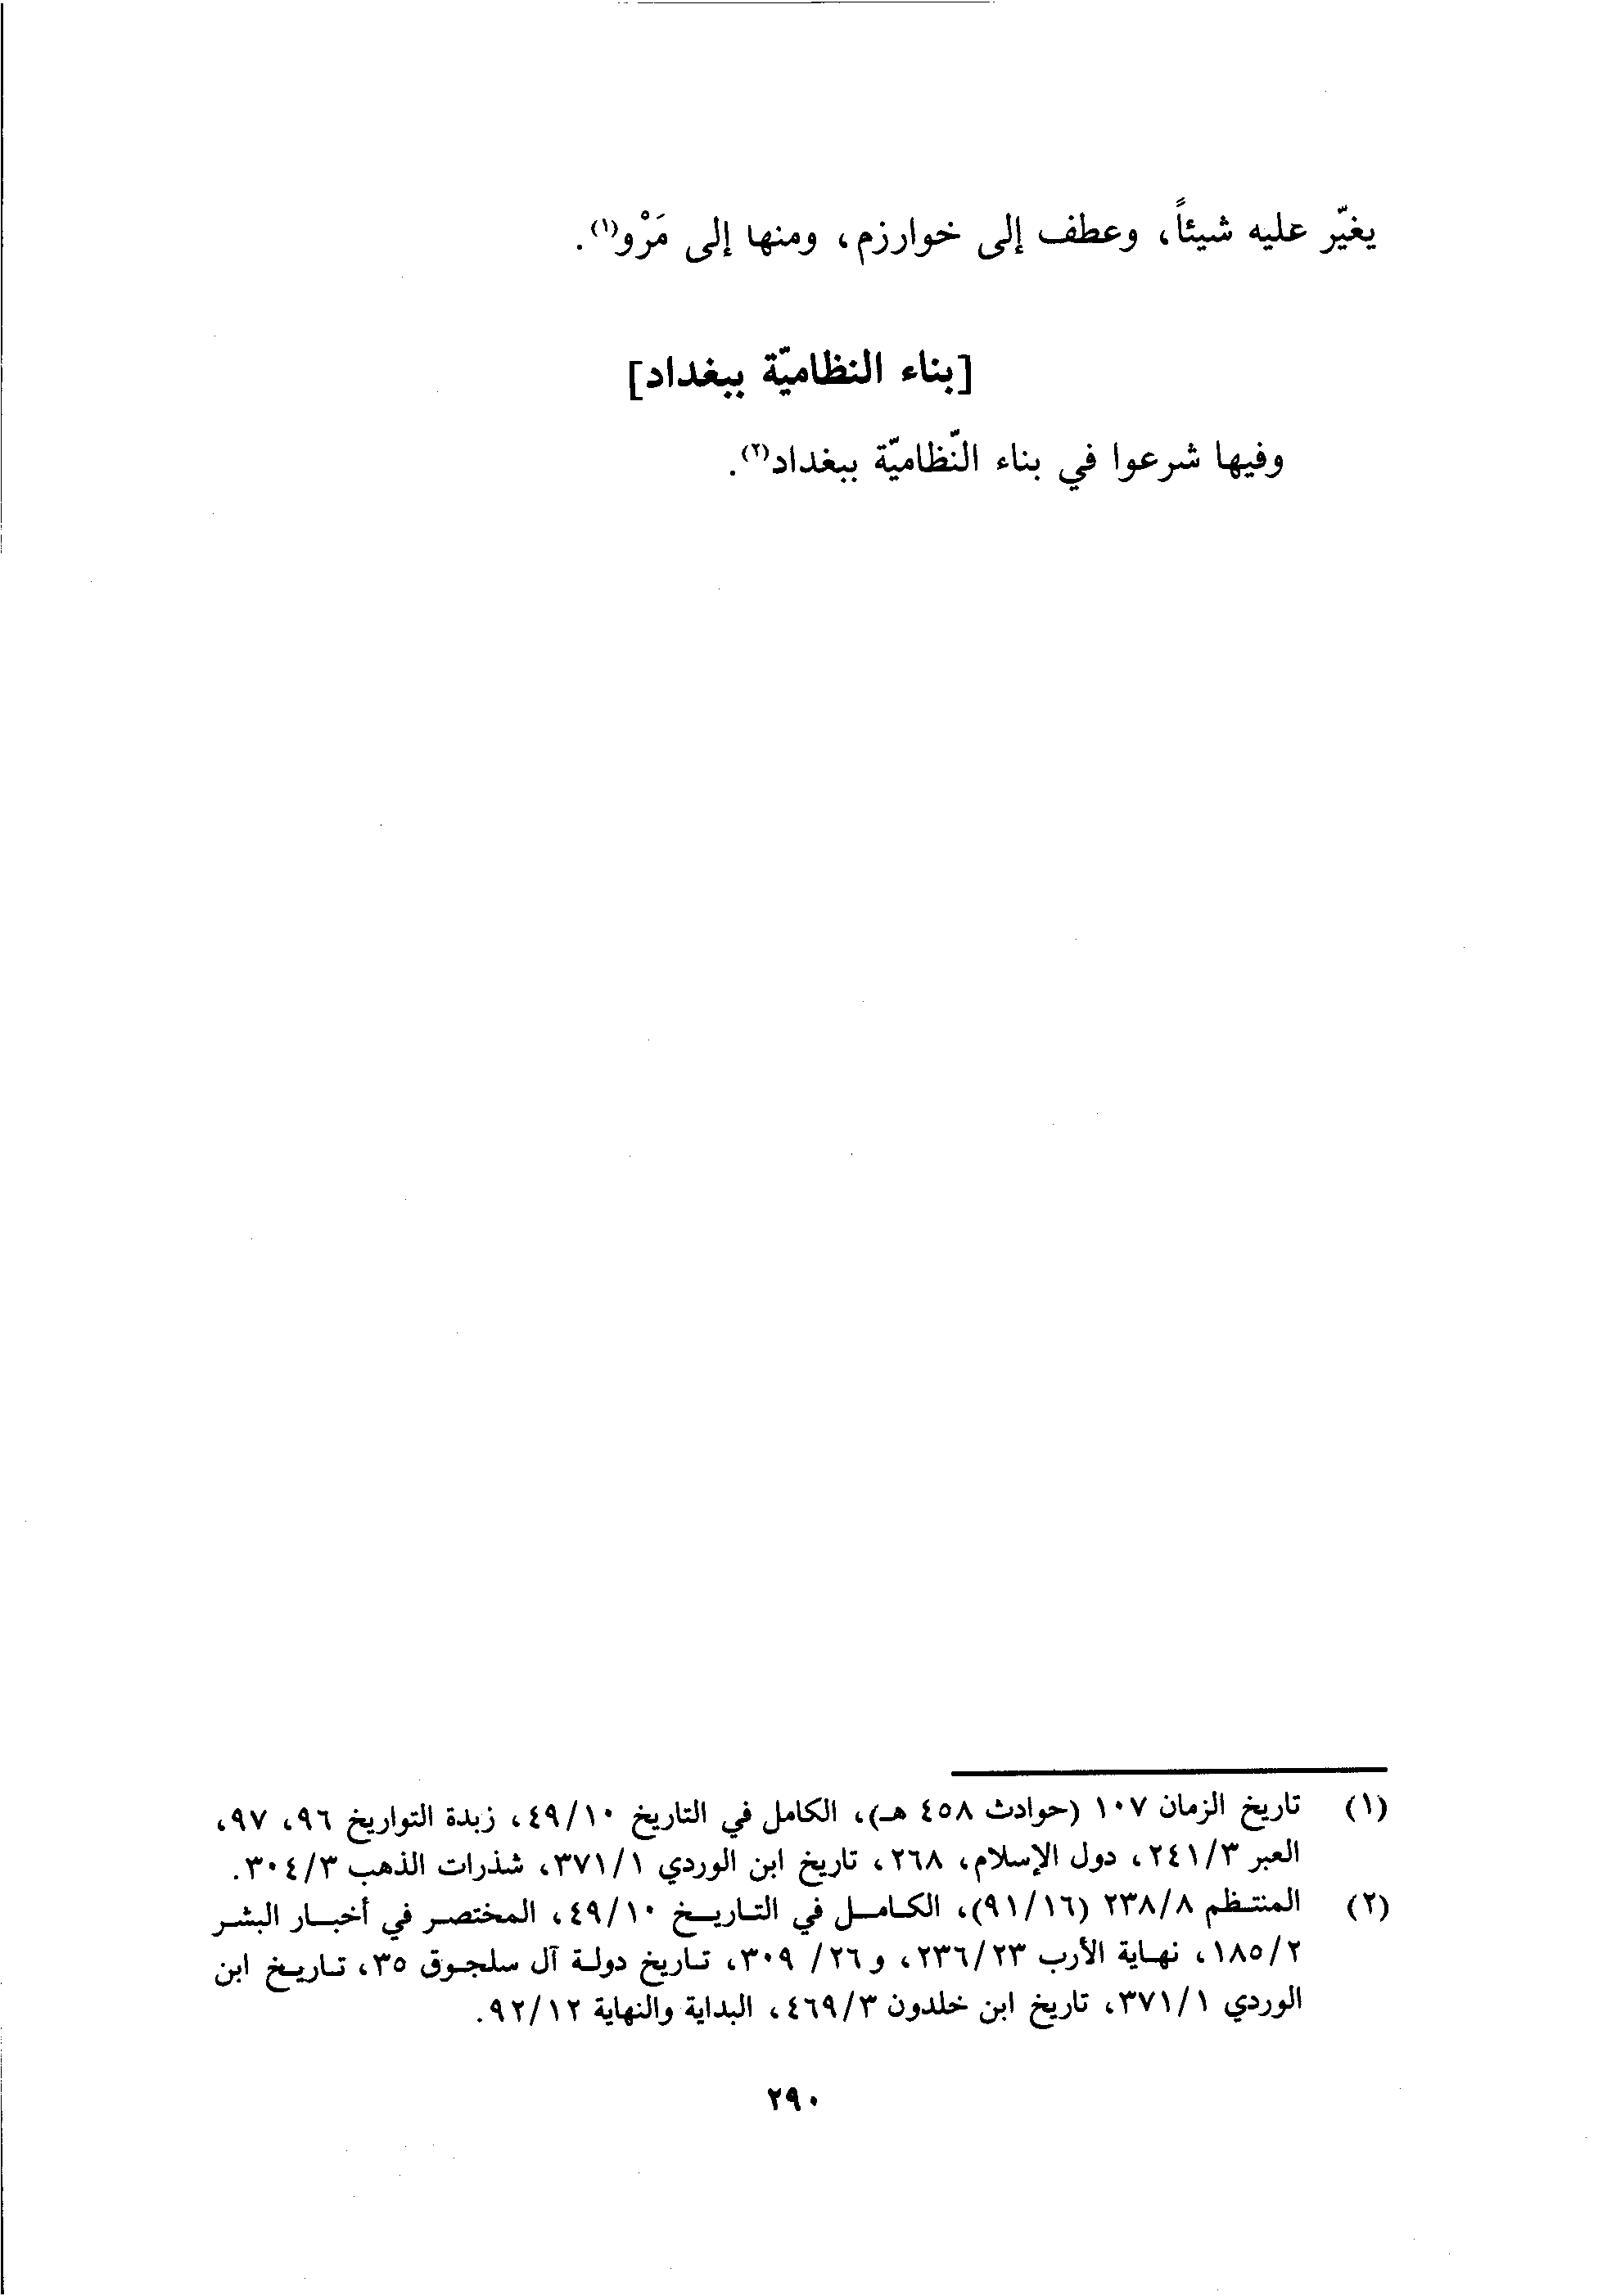 يغيّر عليه شيئاً، وعطف إلى خوارزم، ومنها إلى مَرْو(١).
[بناء النظاميّة ببغداد]
وفيها شرعوا في بناء النّظاميّة ببغداد(٢).
(١) تاريخ الزمان ١٠٧ (حوادث ٤٥٨ هـ)، الكامل في التاريخ ٤٩/١٠، زبدة التواريخ ٩٦، ٩٧،
العبر ٢٤١/٣، دول الإسلام، ٢٦٨، تاريخ ابن الوردي ٣٧١/١، شذرات الذهب ٣٠٤/٣.
(٢) المنتظم ٢٣٨/٨ (٩١/١٦)، الكامل في التاريخ ٤٩/١٠، المختصر في أخبار البشر
١٨٥/٢، نهاية الأرب ٢٣٦/٢٣، و٢٦/ ٣٠٩، تاريخ دولة آل سلجوق ٣٥، تاريخ ابن
الوردي ٣٧١/١، تاريخ ابن خلدون ٤٦٩/٣، البداية والنهاية ٩٢/١٢.
٢٩٠